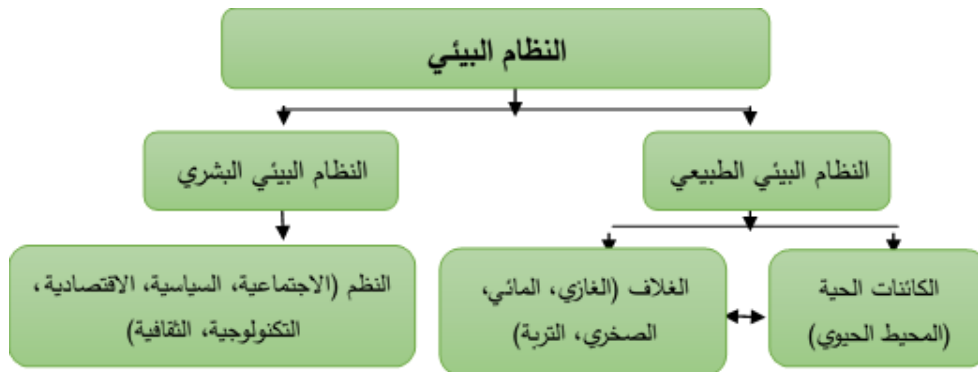 النظام البيئي
النظام البيئي الطبيعي
النظام البيئي البشري
الكائنات الحية
(المحيط الحيوي)
الغلاف (الغازي، المائي،
الصخري، التربة)
النظم (الاجتماعية، السياسية، الاقتصادية،
التكنولوجية، الثقافية)